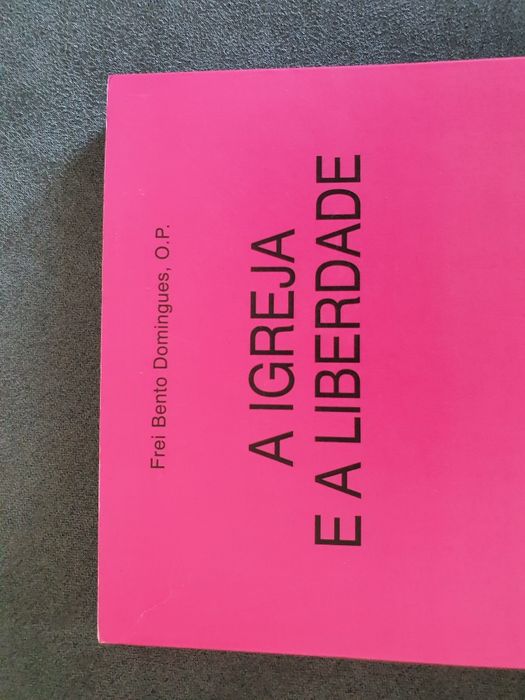 Frei Bento Domingues, O.P.
A IGREJA
E A LIBERDADE